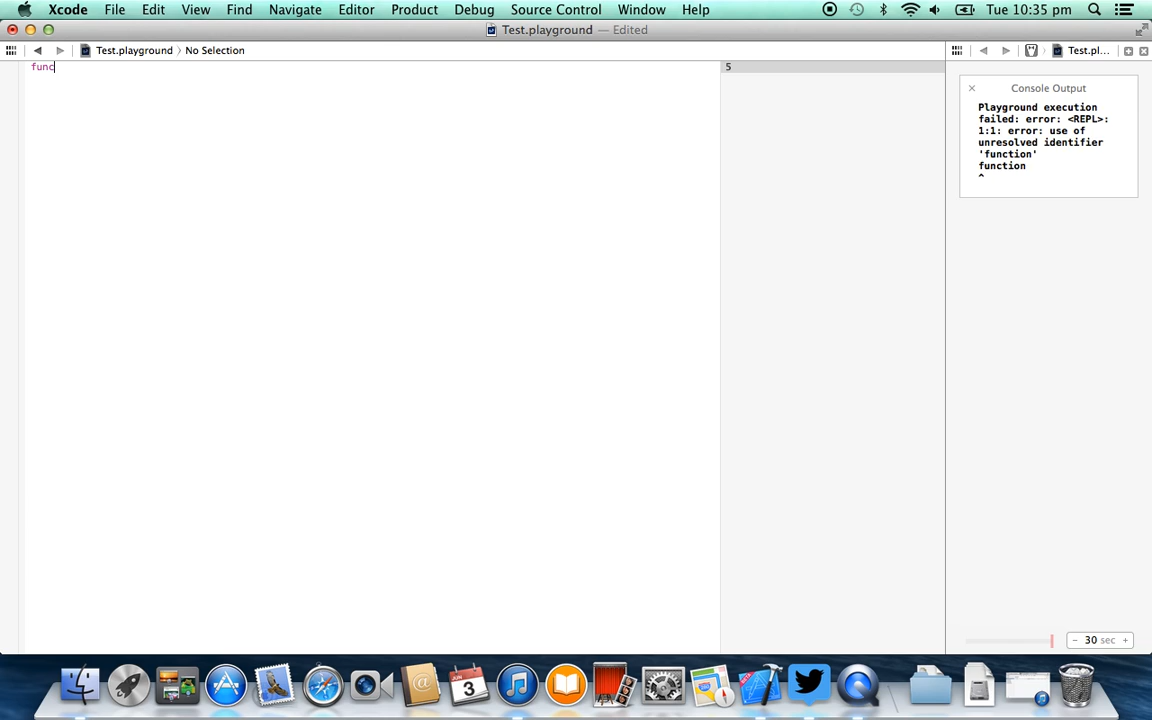 Xcode File Edit View Find Navigate Editor Product Debug Source Control Window Help Tue 10:35 pm
Test.playground — Edited
Test.playground 〉 No Selection
Test.pl...
func
5
Console Output
Playground execution
failed: error: <REPL>:
1:1: error: use of
unresolved identifier
'function'
function
^
− 30 sec +
JUN
3